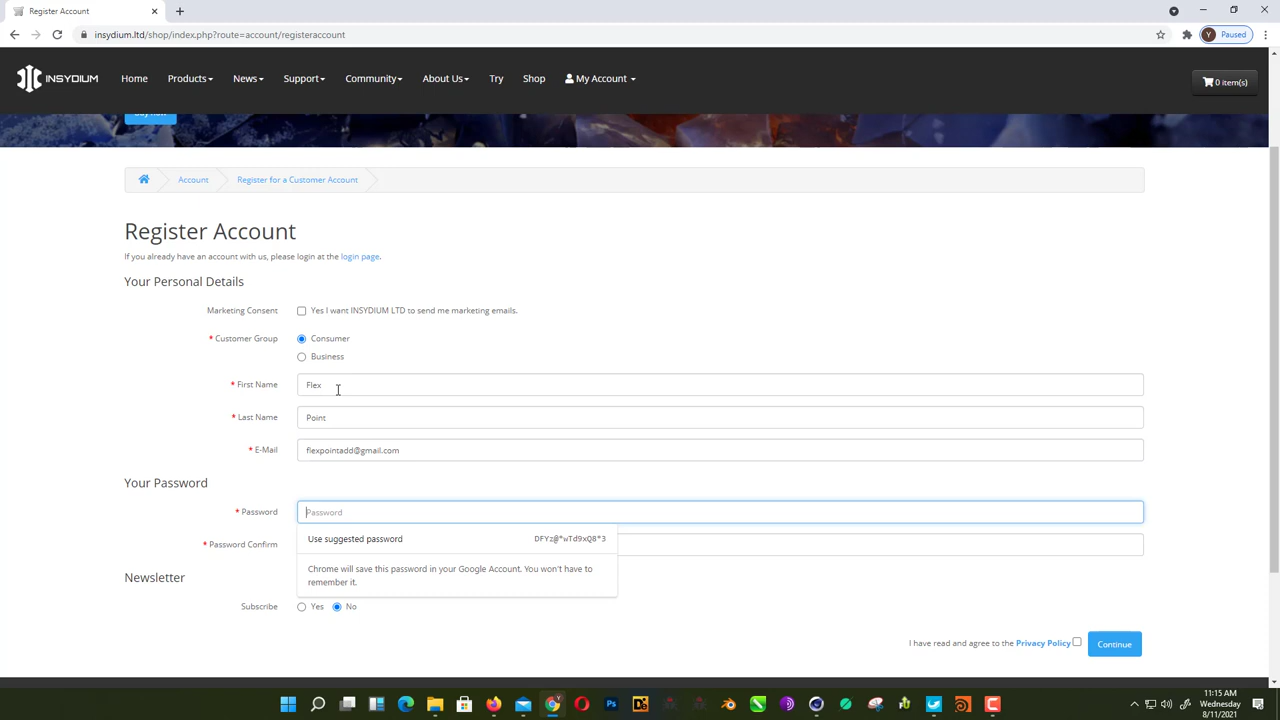 Register Account
insydium.ltd/shop/index.php?route=account/registeraccount
Y Paused
INSYDIUM Home Products News Support Community About Us Try Shop My Account 0 item(s)
Buy now
Account Register for a Customer Account
Register Account
If you already have an account with us, please login at the login page.
Your Personal Details
Marketing Consent Yes I want INSYDIUM LTD to send me marketing emails.
* Customer Group Consumer
Business
* First Name Flex
* Last Name Point
* E-Mail flexpointadd@gmail.com
Your Password
* Password Password
Use suggested password DFYz@*wTd9xQ8*3
* Password Confirm
Chrome will save this password in your Google Account. You won't have to
remember it.
Newsletter
Subscribe Yes No
I have read and agree to the Privacy Policy Continue
11:15 AM
Wednesday
8/11/2021